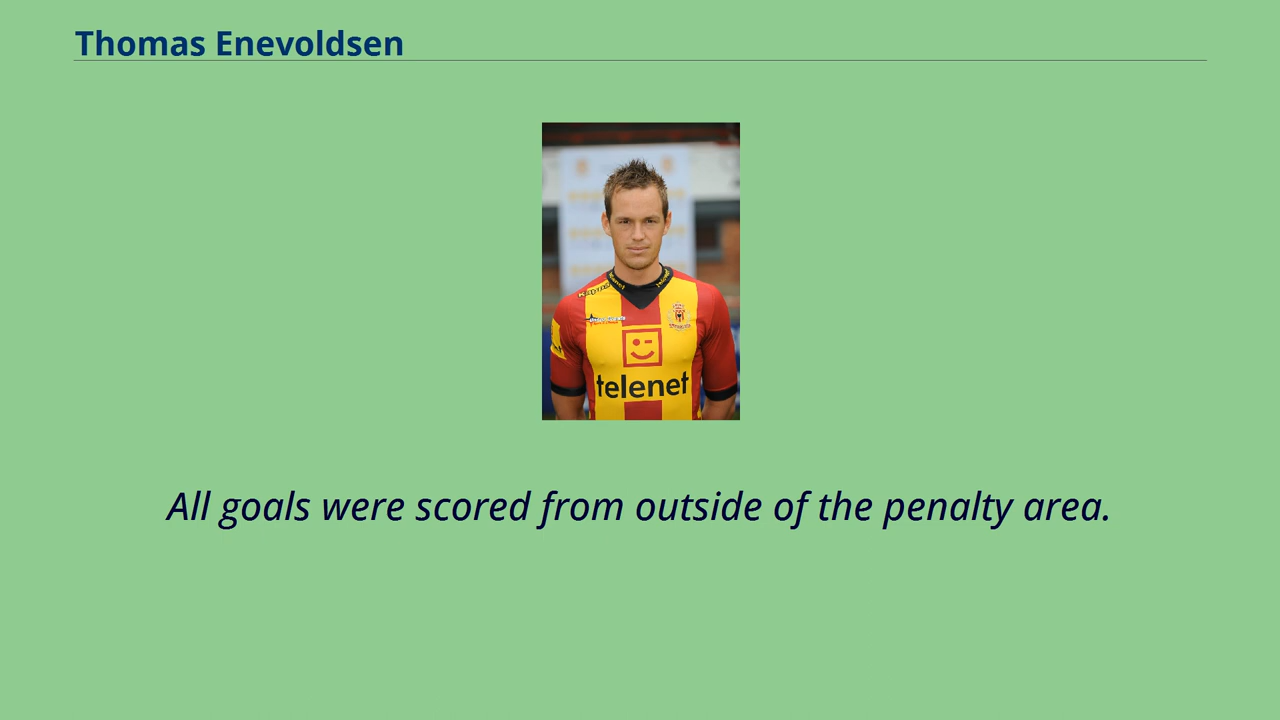 Thomas Enevoldsen
telenet
All goals were scored from outside of the penalty area.